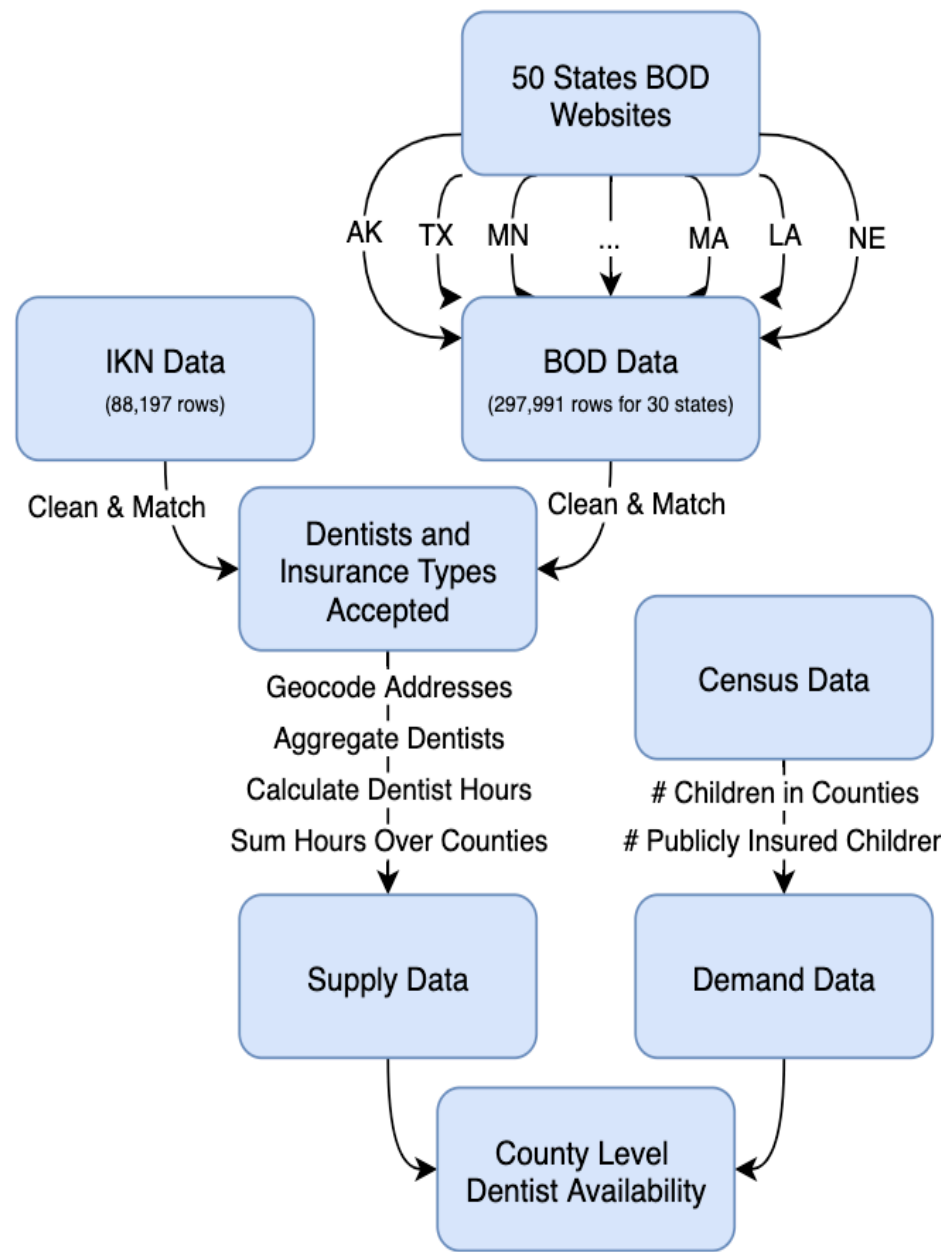 50 States BOD
Websites
AK
TX
MN
...
MA
LA
NE
IKN Data
(88,197 rows)
BOD Data
(297,991 rows for 30 states)
Clean & Match
Clean & Match
Dentists and
Insurance Types
Accepted
Census Data
Geocode Addresses
Aggregate Dentists
Calculate Dentist Hours
Sum Hours Over Counties
# Children in Counties
# Publicly Insured Children
Supply Data
Demand Data
County Level
Dentist Availability